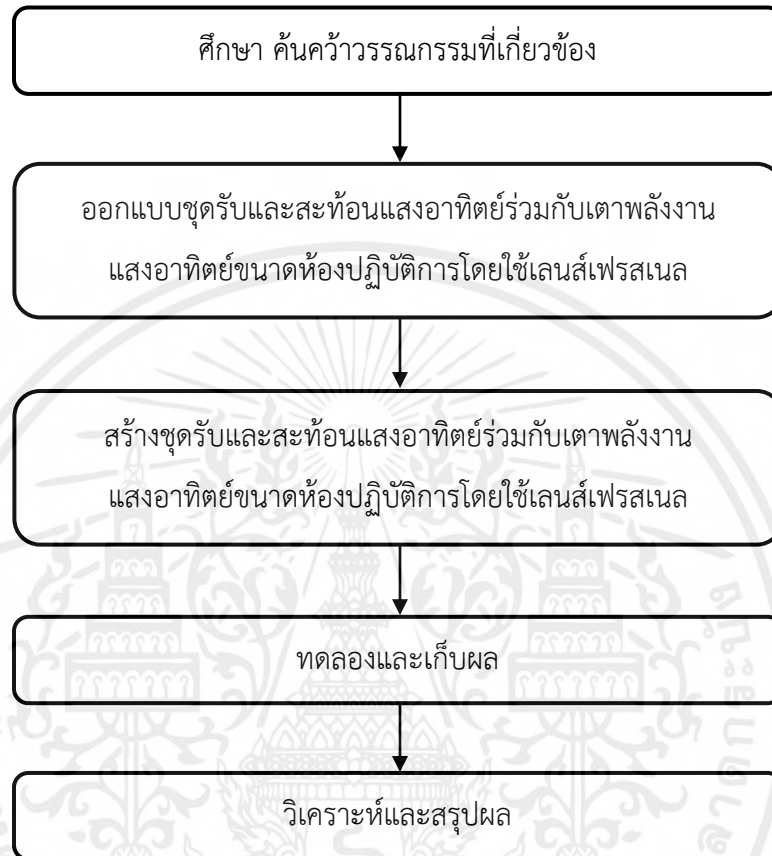 ศึกษา ค้นคว้าวรรณกรรมที่เกี่ยวข้อง
ออกแบบชุดรับและสะท้อนแสงอาทิตย์ร่วมกับเตาพลังงาน
แสงอาทิตย์ขนาดห้องปฏิบัติการโดยใช้เลนส์เฟรสเนล
สร้างชุดรับและสะท้อนแสงอาทิตย์ร่วมกับเตาพลังงาน
แสงอาทิตย์ขนาดห้องปฏิบัติการโดยใช้เลนส์เฟรสเนล
ทดลองและเก็บผล
วิเคราะห์และสรุปผล